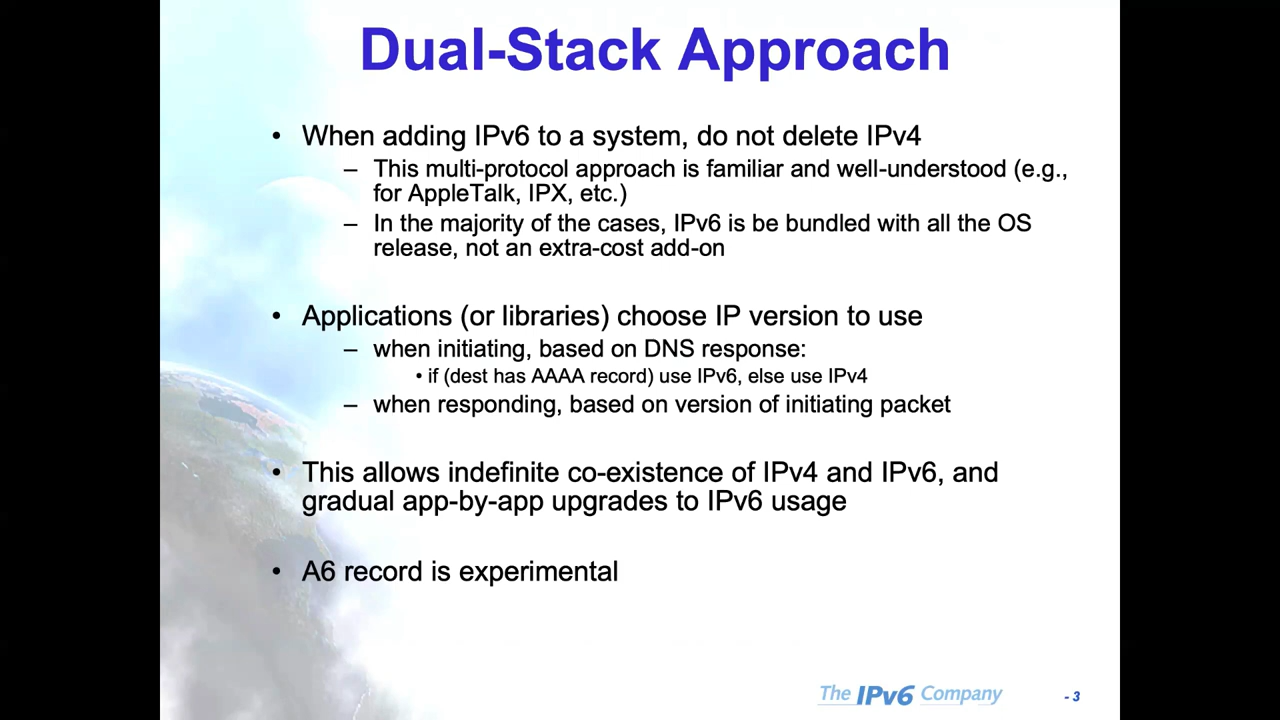 Dual-Stack Approach
• When adding IPv6 to a system, do not delete IPv4
– This multi-protocol approach is familiar and well-understood (e.g.,
for AppleTalk, IPX, etc.)
– In the majority of the cases, IPv6 is be bundled with all the OS
release, not an extra-cost add-on
• Applications (or libraries) choose IP version to use
– when initiating, based on DNS response:
• if (dest has AAAA record) use IPv6, else use IPv4
– when responding, based on version of initiating packet
• This allows indefinite co-existence of IPv4 and IPv6, and
gradual app-by-app upgrades to IPv6 usage
• A6 record is experimental
The IPv6 Company
- 3